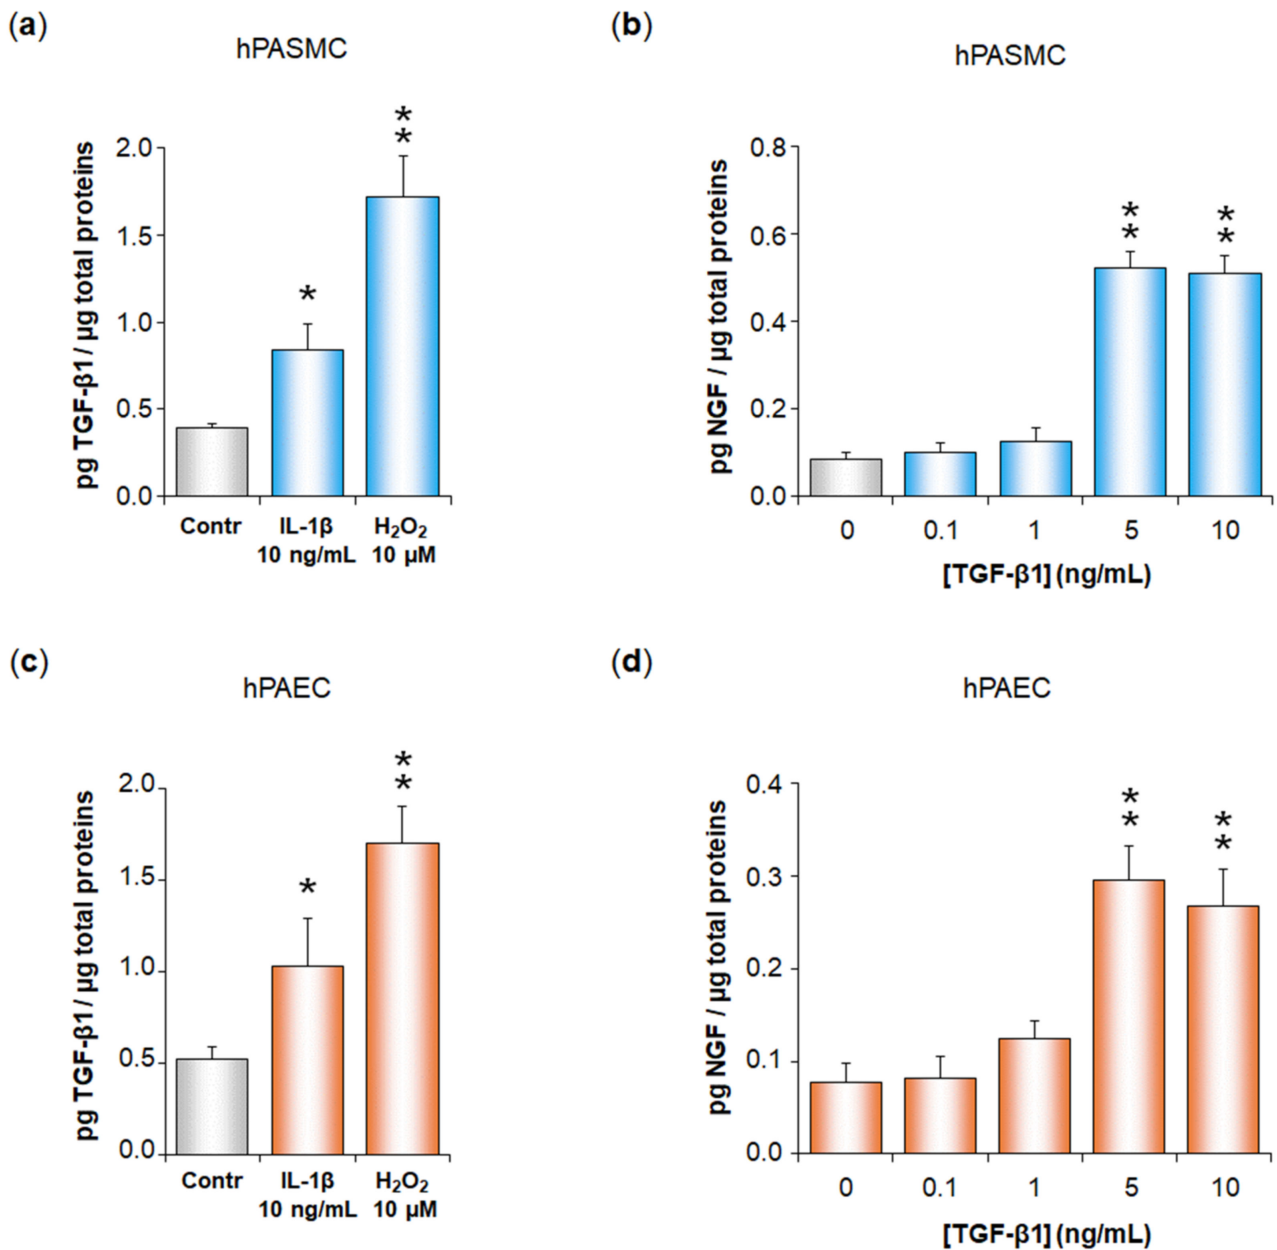 (a)
hPASMC
pg TGF-β1 / µg total proteins
2.0
1.5
1.0
0.5
0.0
*
*
*
Contr
IL-1β
10 ng/mL
H₂O₂
10 µM
(b)
hPASMC
pg NGF / µg total proteins
0.8
0.6
0.4
0.2
0.0
*
*
*
*
0 0.1 1 5 10
[TGF-β1] (ng/mL)
(c)
hPAEC
pg TGF-β1 / µg total proteins
2.0
1.5
1.0
0.5
0.0
*
*
*
Contr
IL-1β
10 ng/mL
H₂O₂
10 µM
(d)
hPAEC
pg NGF / µg total proteins
0.4
0.3
0.2
0.1
0.0
*
*
*
*
0 0.1 1 5 10
[TGF-β1] (ng/mL)